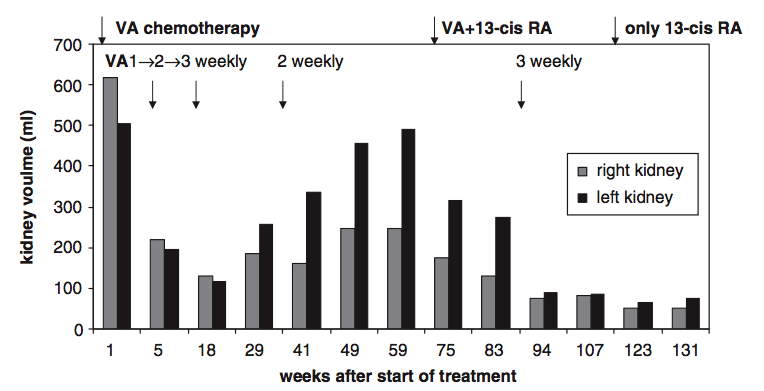 VA chemotherapy VA+13-cis RA only 13-cis RA
700
VA1→2→3 weekly 2 weekly 3 weekly
600
500
400
300
200
100
0
kidney voulme (ml)
right kidney
left kidney
1 5 18 29 41 49 59 75 83 94 107 123 131
weeks after start of treatment